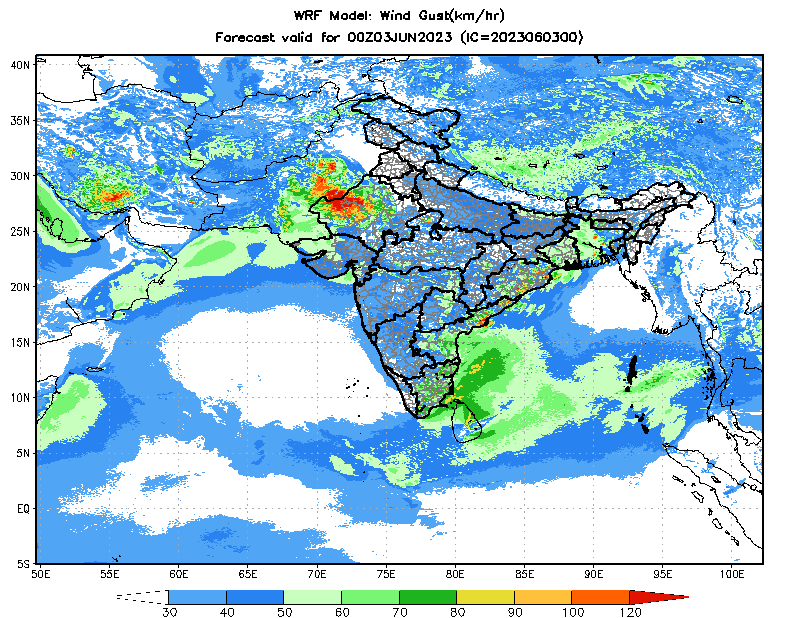 WRF Model: Wind Gust(km/hr)
Forecast valid for 00Z03JUN2023 (IC=2023060300)
40N
35N
30N
25N
20N
15N
10N
5N
EQ
5S
50E 55E 60E 65E 70E 75E 80E 85E 90E 95E 100E
30 40 50 60 70 80 90 100 120